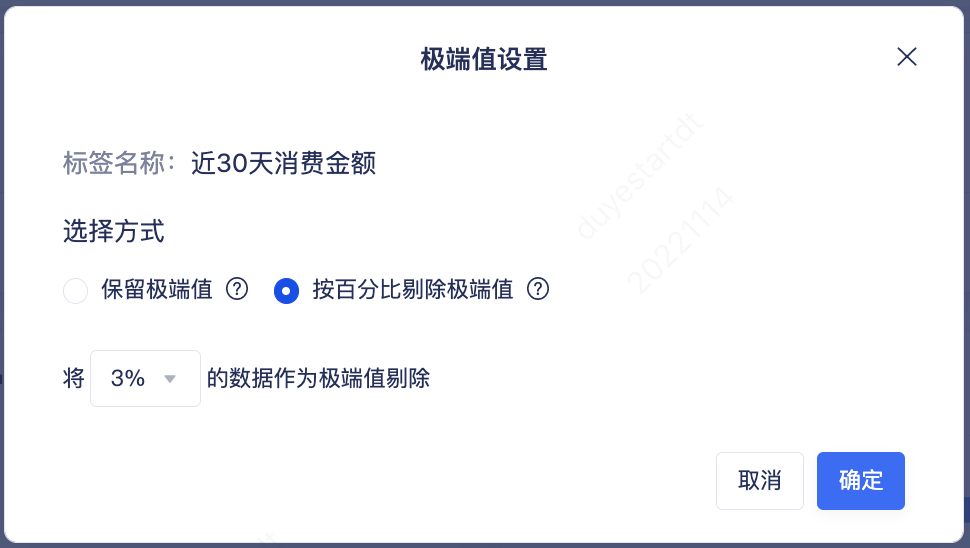 极端值设置
标签名称：近30天消费金额
选择方式
保留极端值 ? 按百分比剔除极端值 ?
将 3% 的数据作为极端值剔除
取消 确定
duyestartdt
20221114